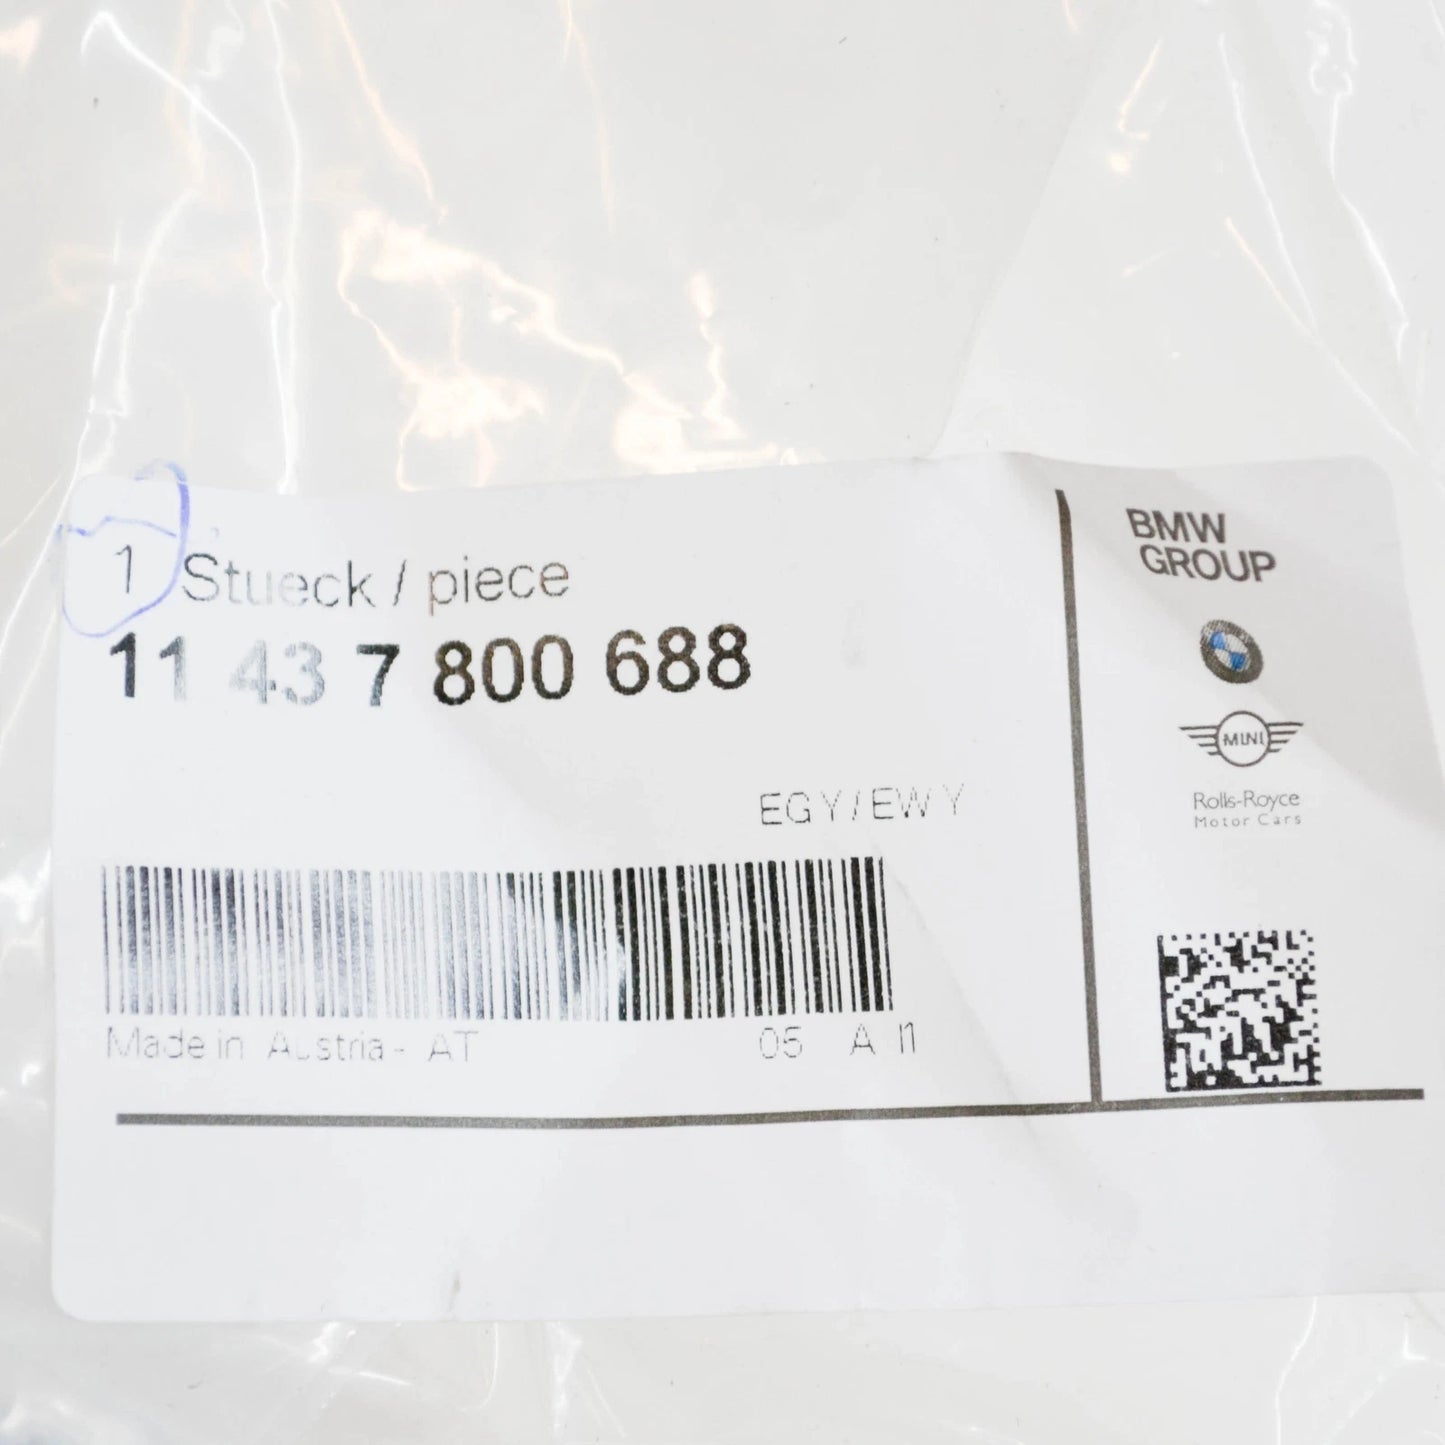 1 Stueck / piece
11 43 7 800 688
EGY/EWY
Made in Austria - AT 05 A 11
BMW
GROUP
MINI
Rolls-Royce
Motor Cars